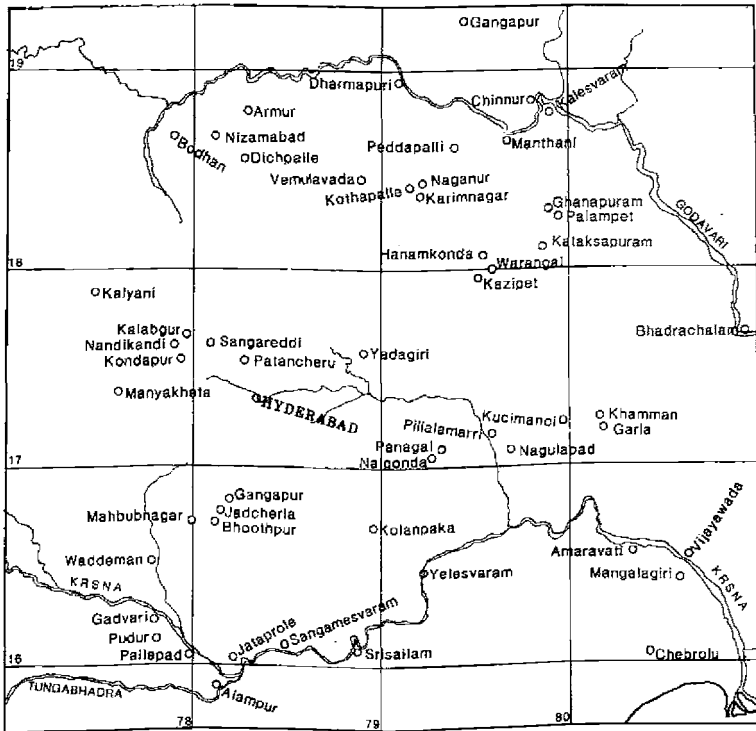 Gangapur
19
Dharmapuri
Chinnur
Kalesvaram
Armur
Bodhan
Nizamabad
Dichpalle
Peddapalli
Manthani
Vemulavada
Naganur
Kothapalle
Karimnagar
Ghanapuram
Palampet
GODAVARI
Kataksapuram
Hanamkonda
Warangal
18
Kazipet
Kalyani
Kalabgur
Nandikandi
Sangareddi
Kondapur
Patancheru
Yadagiri
Bhadrachalam
Manyakheta
HYDERABAD
Kucimanci
Khamman
Pillalamarri
Garla
Panagal
Nalgonda
Nagulabad
17
Gangapur
Jadcherla
Mahbubnagar
Bhoothpur
Kolanpaka
Waddeman
Amaravati
Vijayawada
KRSNA
Yelesvaram
Mangalagiri
KRSNA
Gadvari
Pudur
Pallepad
Jataprole
Sangamesvaram
Srisailam
Chebrolu
16
TUNGABHADRA
Alampur
78
79
80